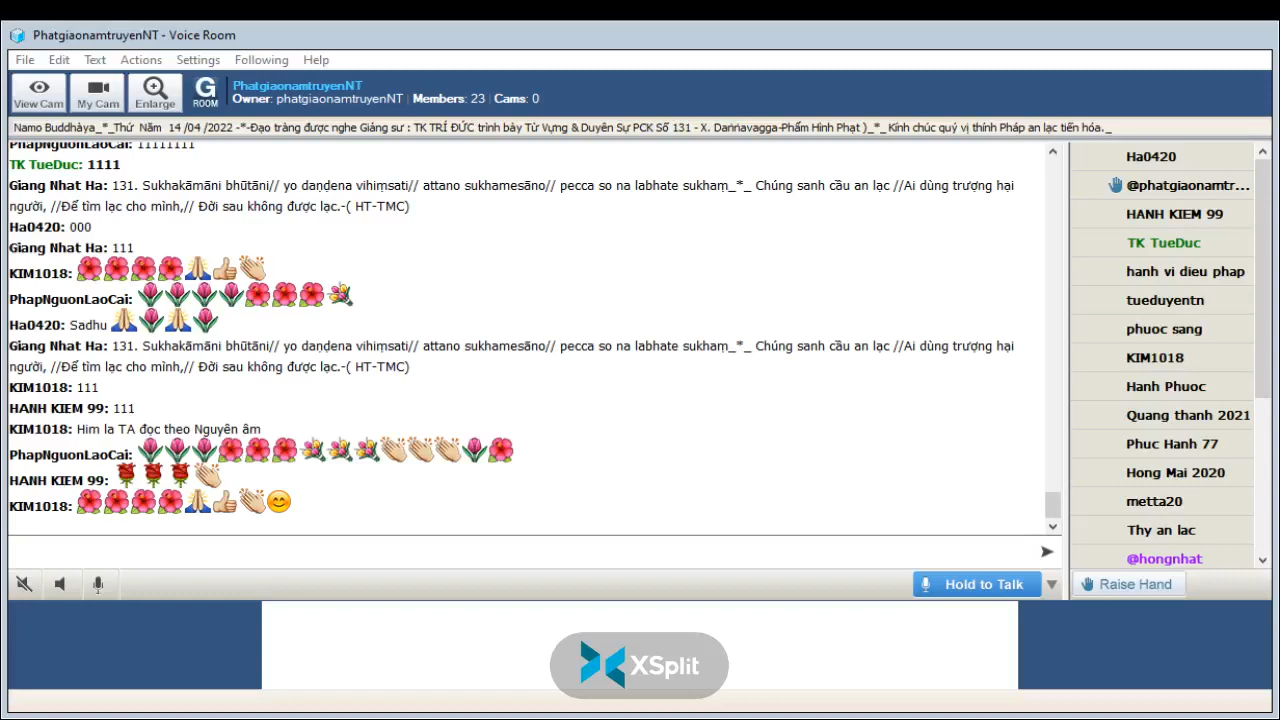 PhatgiaonamtruyenNT - Voice Room
File Edit Text Actions Settings Following Help
View Cam My Cam Enlarge G ROOM
PhatgiaonamtruyenNT
Owner: phatgiaonamtruyenNT | Members: 23 | Cams: 0
Namo Buddhàya_*_Thứ Năm 14 /04 /2022 -*-Đạo tràng được nghe Giảng sư : TK TRÍ ĐỨC trình bày Từ Vựng & Duyên Sự PCK Số 131 - X. Daṇṇavagga-Phẩm Hình Phạt )_*_ Kính chúc quý vị thính Pháp an lạc tiến hóa._
PhapNguonLaoCai: 11111111
TK TueDuc: 1111
Giang Nhat Ha: 131. Sukhakāmāni bhūtāni// yo daṇḍena vihiṃsati// attano sukhamesāno// pecca so na labhate sukhaṃ_*_ Chúng sanh cầu an lạc //Ai dùng trượng hại
người, //Để tìm lạc cho mình,// Đời sau không được lạc.-( HT-TMC)
Ha0420: 000
Giang Nhat Ha: 111
KIM1018:
PhapNguonLaoCai:
Ha0420: Sadhu
Giang Nhat Ha: 131. Sukhakāmāni bhūtāni// yo daṇḍena vihiṃsati// attano sukhamesāno// pecca so na labhate sukhaṃ_*_ Chúng sanh cầu an lạc //Ai dùng trượng hại
người, //Để tìm lạc cho mình,// Đời sau không được lạc.-( HT-TMC)
KIM1018: 111
HANH KIEM 99: 111
KIM1018: Him la TA đọc theo Nguyên âm
PhapNguonLaoCai:
HANH KIEM 99:
KIM1018:
Hold to Talk
Ha0420
@phatgiaonamtr...
HANH KIEM 99
TK TueDuc
hanh vi dieu phap
tueduyentn
phuoc sang
KIM1018
Hanh Phuoc
Quang thanh 2021
Phuc Hanh 77
Hong Mai 2020
metta20
Thy an lac
@hongnhat
Raise Hand
XSplit